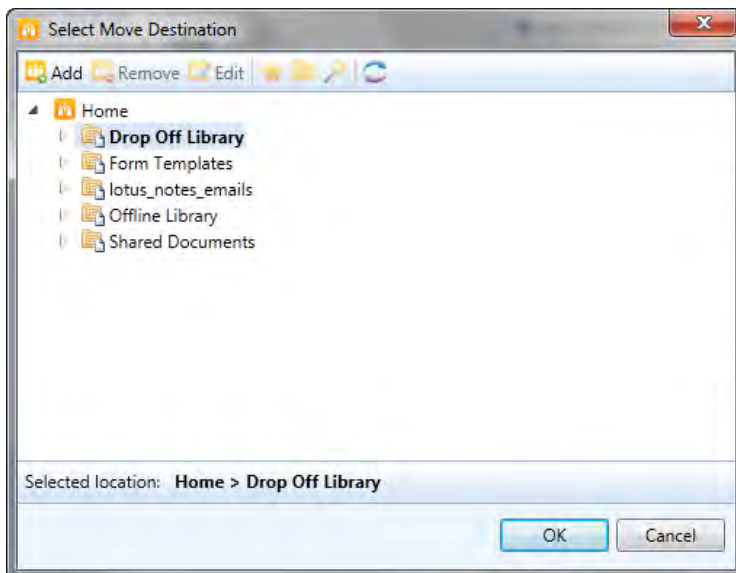 Select Move Destination
Add Remove Edit
Home
Drop Off Library
Form Templates
lotus_notes_emails
Offline Library
Shared Documents
Selected location: Home > Drop Off Library
OK Cancel